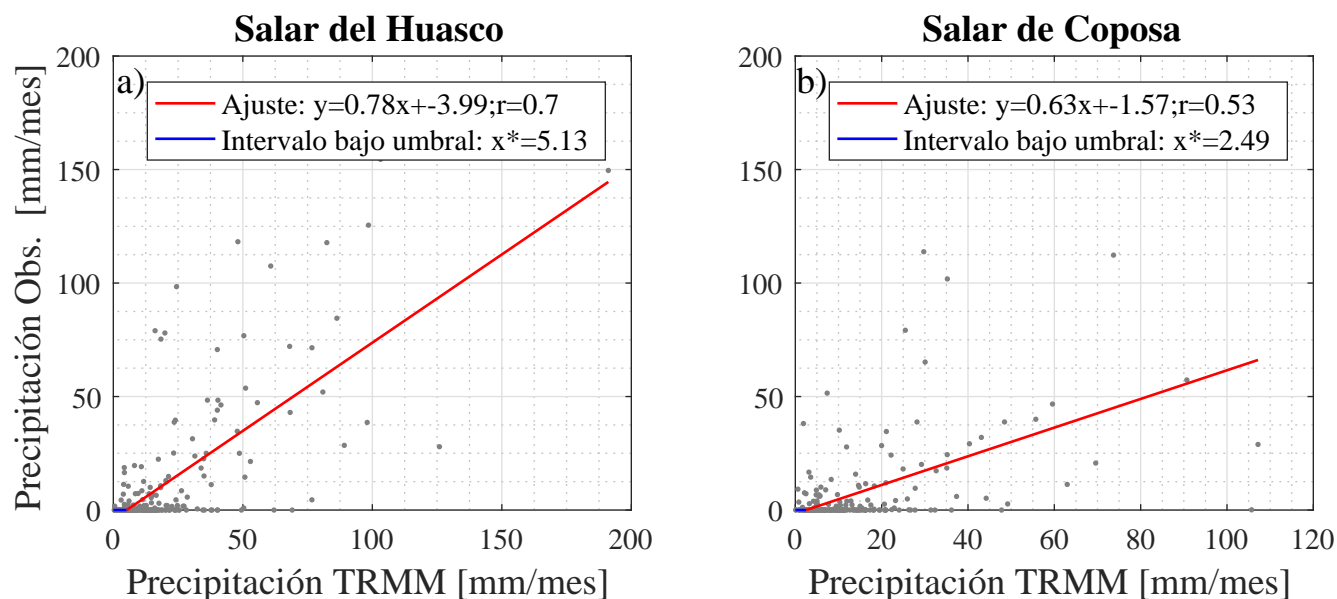 Salar del Huasco
a)
Ajuste: y=0.78x+-3.99;r=0.7
Intervalo bajo umbral: x*=5.13
200
150
100
50
0
Precipitación Obs. [mm/mes]
0 50 100 150 200
Precipitación TRMM [mm/mes]
Salar de Coposa
b)
Ajuste: y=0.63x+-1.57;r=0.53
Intervalo bajo umbral: x*=2.49
200
150
100
50
0
0 20 40 60 80 100 120
Precipitación TRMM [mm/mes]